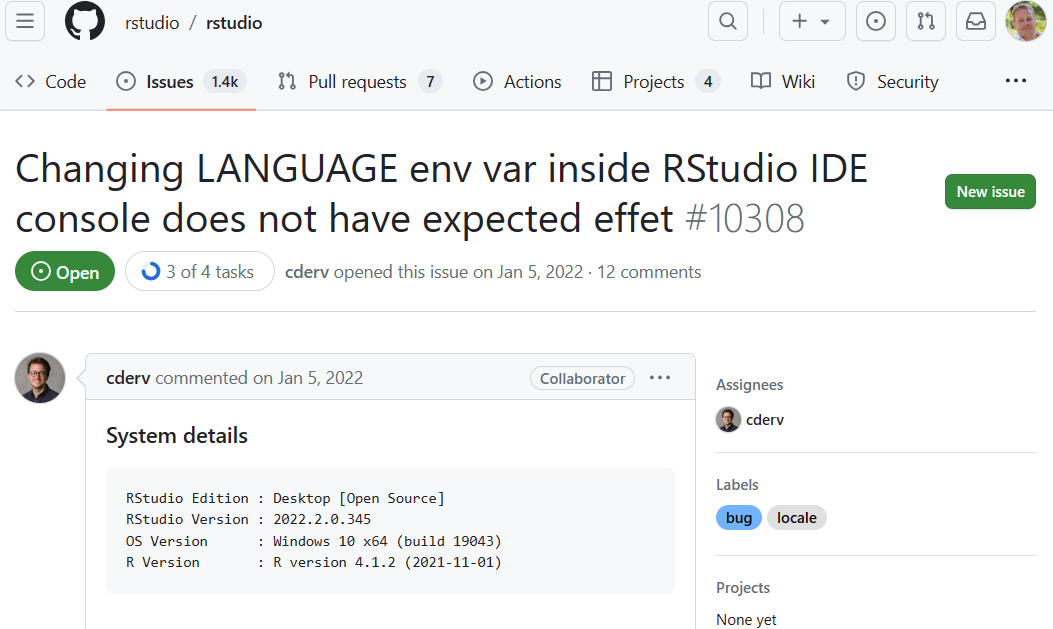 rstudio / rstudio
Code Issues 1.4k Pull requests 7 Actions Projects 4 Wiki Security
Changing LANGUAGE env var inside RStudio IDE
console does not have expected effet #10308
New issue
Open 3 of 4 tasks cderv opened this issue on Jan 5, 2022 · 12 comments
cderv commented on Jan 5, 2022 Collaborator
System details
RStudio Edition : Desktop [Open Source]
RStudio Version : 2022.2.0.345
OS Version      : Windows 10 x64 (build 19043)
R Version       : R version 4.1.2 (2021-11-01)
Assignees
cderv
Labels
bug locale
Projects
None yet